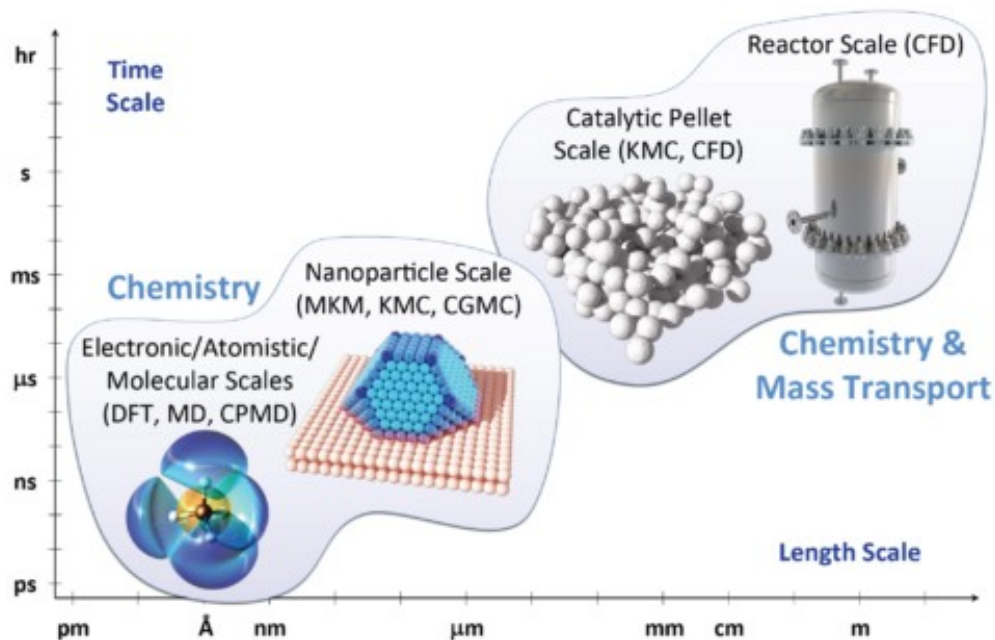 hr
Time
Scale
s
ms
μs
ns
ps
Reactor Scale (CFD)
Catalytic Pellet
Scale (KMC, CFD)
Chemistry
Nanoparticle Scale
(MKM, KMC, CGMC)
Electronic/Atomistic/
Molecular Scales
(DFT, MD, CPMD)
Chemistry &
Mass Transport
Length Scale
pm Å nm μm mm cm m